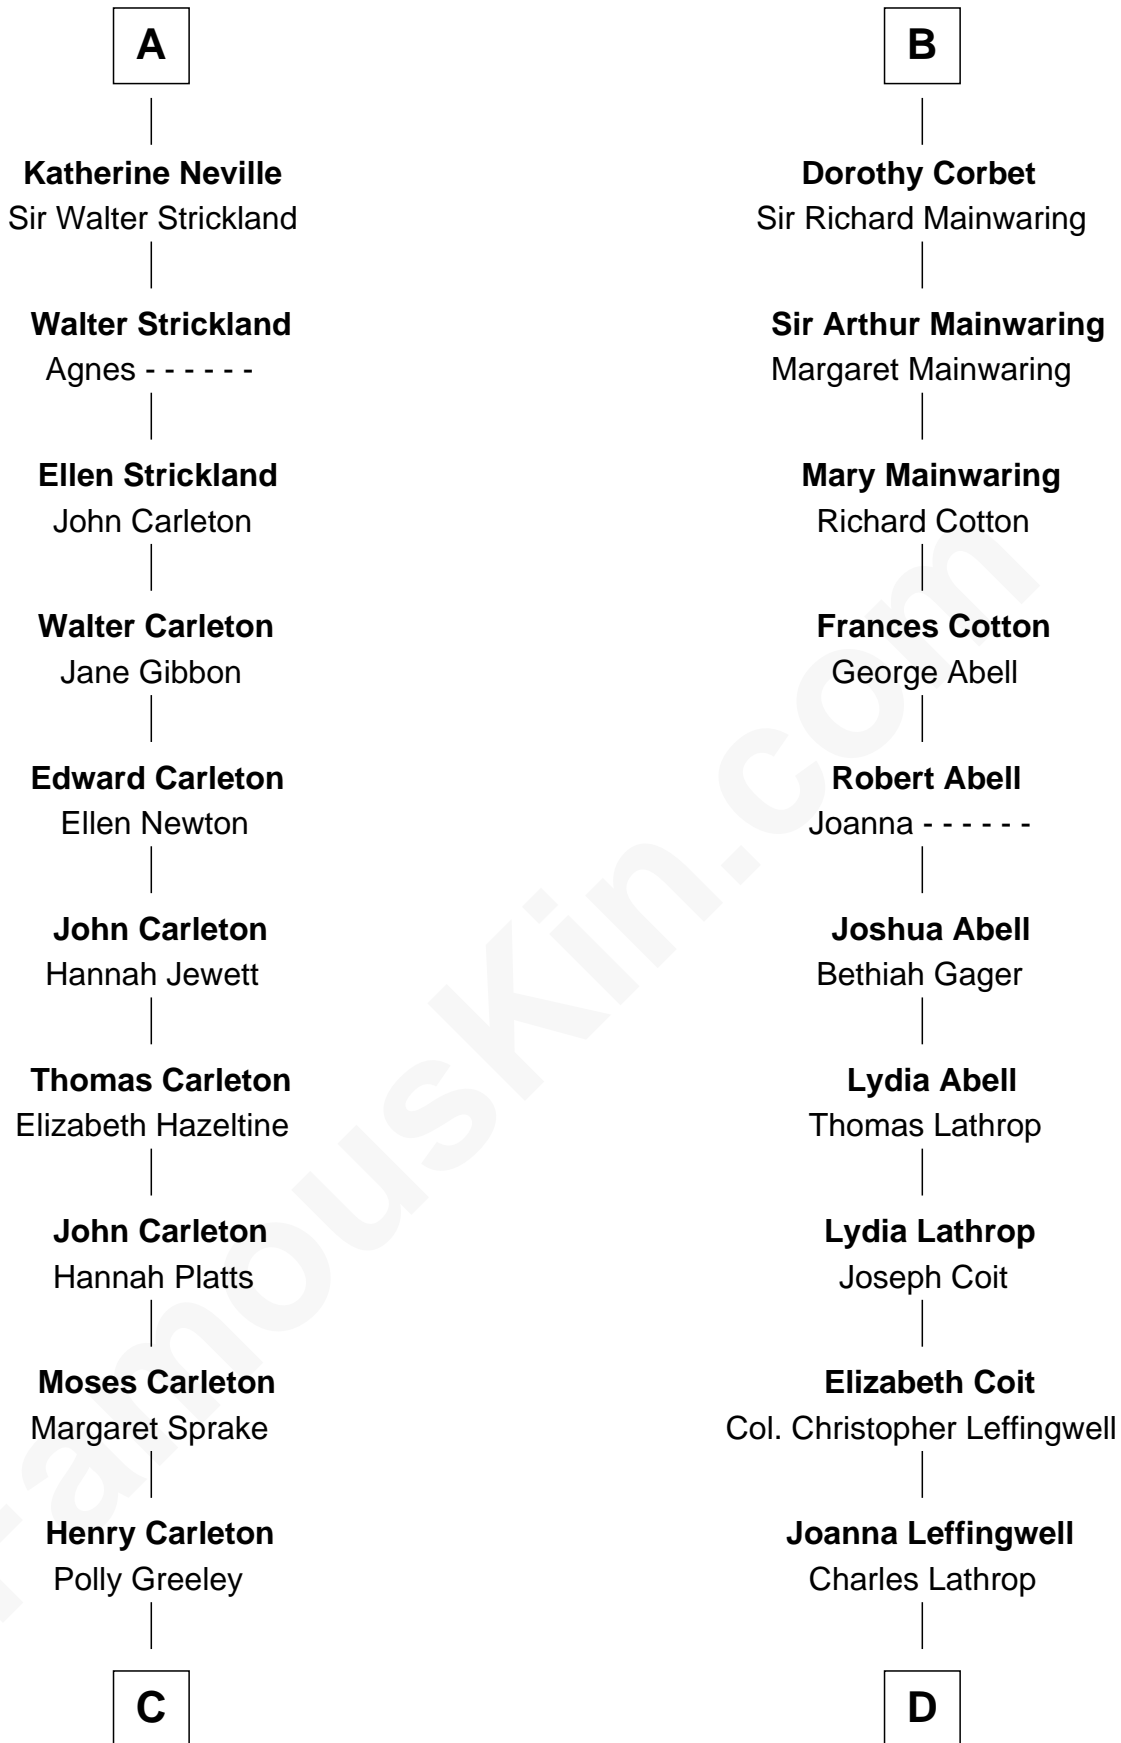 A
Katherine Neville
Sir Walter Strickland
Walter Strickland
Agnes - - - - - -
Ellen Strickland
John Carleton
Walter Carleton
Jane Gibbon
Edward Carleton
Ellen Newton
John Carleton
Hannah Jewett
Thomas Carleton
Elizabeth Hazeltine
John Carleton
Hannah Platts
Moses Carleton
Margaret Sprake
Henry Carleton
Polly Greeley
C
B
Dorothy Corbet
Sir Richard Mainwaring
Sir Arthur Mainwaring
Margaret Mainwaring
Mary Mainwaring
Richard Cotton
Frances Cotton
George Abell
Robert Abell
Joanna - - - - - -
Joshua Abell
Bethiah Gager
Lydia Abell
Thomas Lathrop
Lydia Lathrop
Joseph Coit
Elizabeth Coit
Col. Christopher Leffingwell
Joanna Leffingwell
Charles Lathrop
D
FamousKin.com